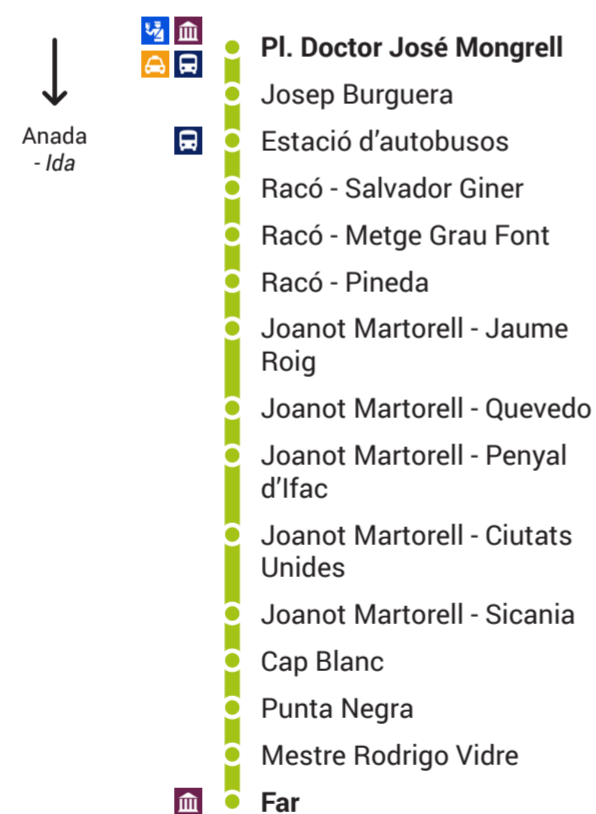 Pl. Doctor José Mongrell
Josep Burguera
Anada
- Ida
Estació d’autobusos
Racó - Salvador Giner
Racó - Metge Grau Font
Racó - Pineda
Joanot Martorell - Jaume
Roig
Joanot Martorell - Quevedo
Joanot Martorell - Penyal
d’Ifac
Joanot Martorell - Ciutats
Unides
Joanot Martorell - Sicania
Cap Blanc
Punta Negra
Mestre Rodrigo Vidre
Far